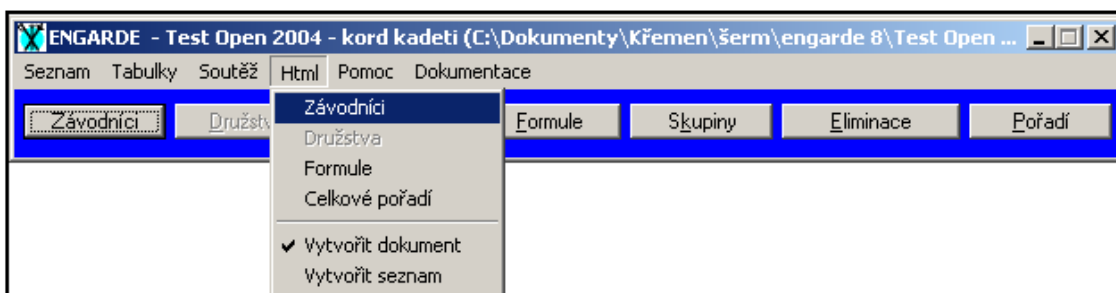 ENGARDE - Test Open 2004 - kord kadeti (C:\Dokumenty\Křemen\šerm\engarde 8\Test Open ...
Seznam Tabulky Soutěž Html Pomoc Dokumentace
Závodníci Družstv Formule Skupiny Eliminace Pořadí
Závodníci
Družstva
Formule
Celkové pořadí
Vytvořit dokument
Vytvořit seznam